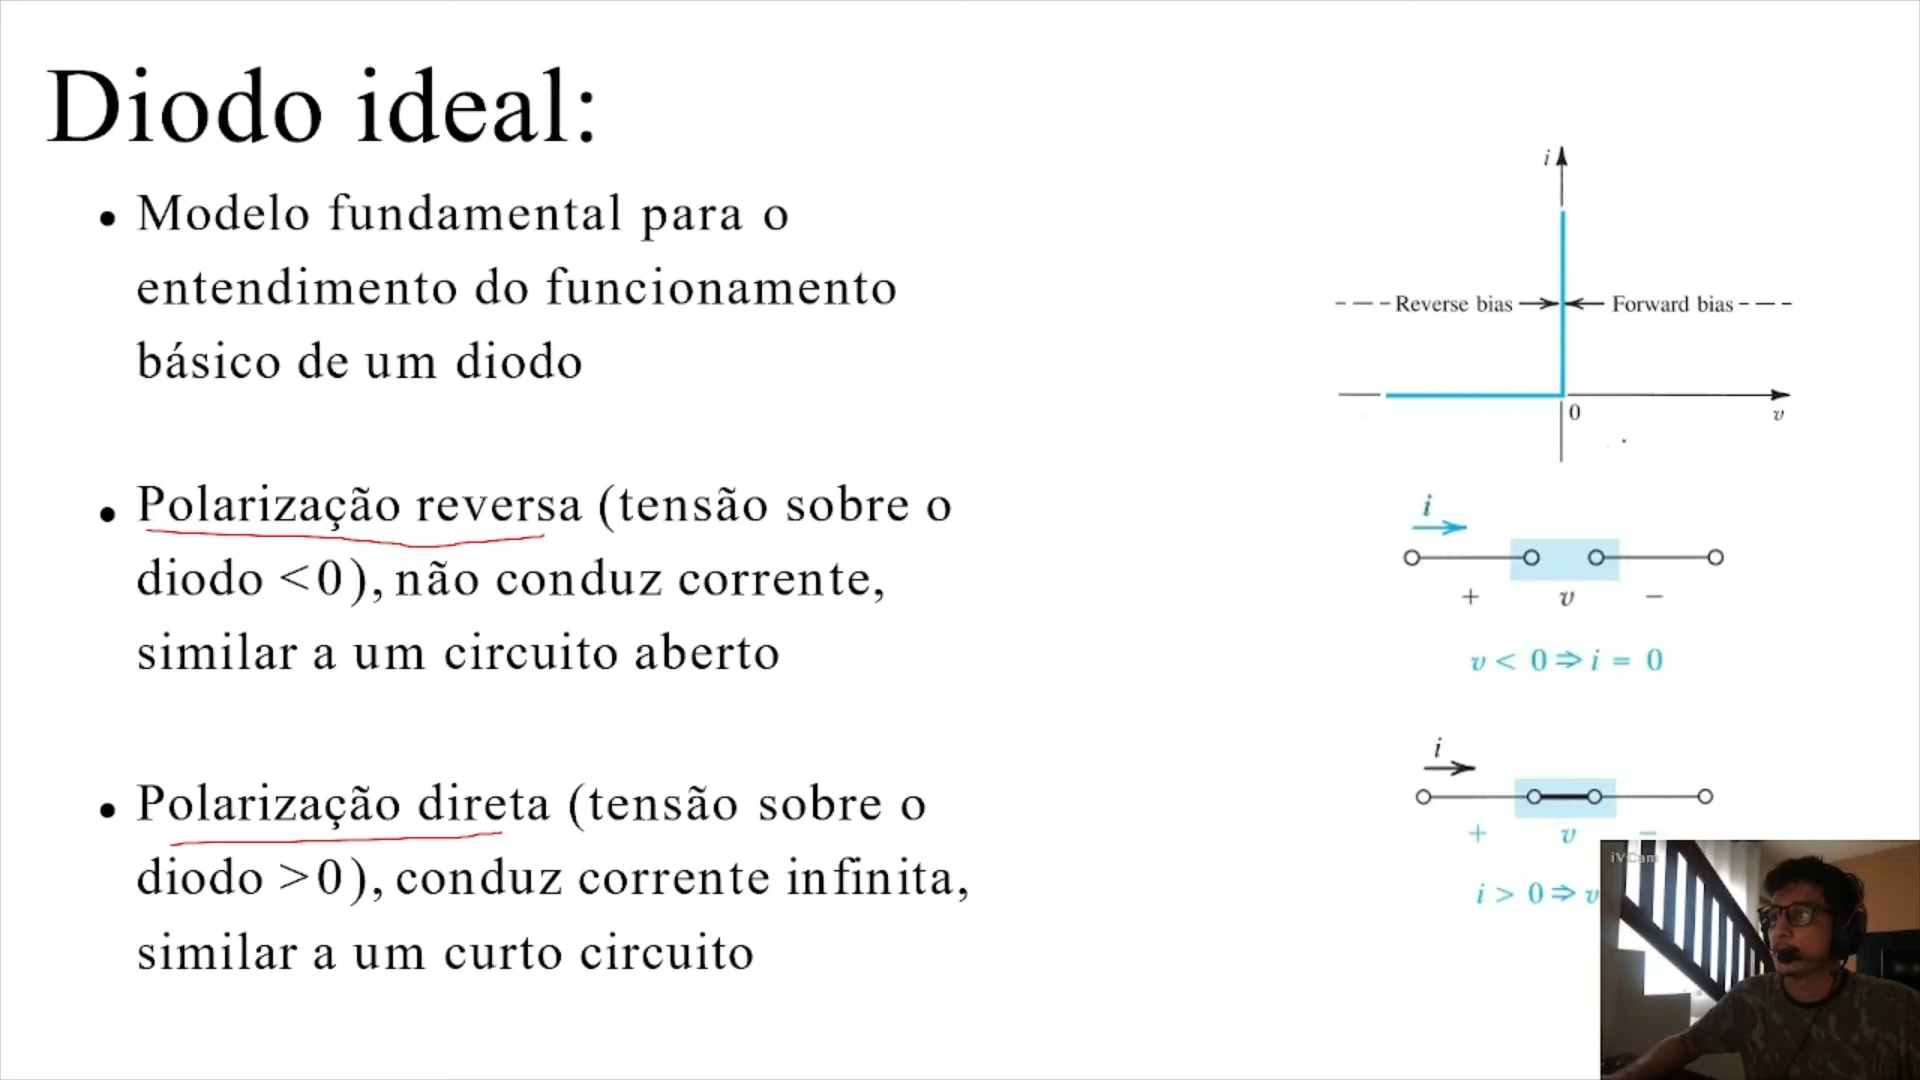 Diodo ideal:
• Modelo fundamental para o
entendimento do funcionamento
básico de um diodo
• Polarização reversa (tensão sobre o
diodo <0), não conduz corrente,
similar a um circuito aberto
• Polarização direta (tensão sobre o
diodo >0), conduz corrente infinita,
similar a um curto circuito
i
Reverse bias
Forward bias
0
v
i
+ v −
v < 0 ⇒ i = 0
i
+ v −
i > 0 ⇒ v
iVCam